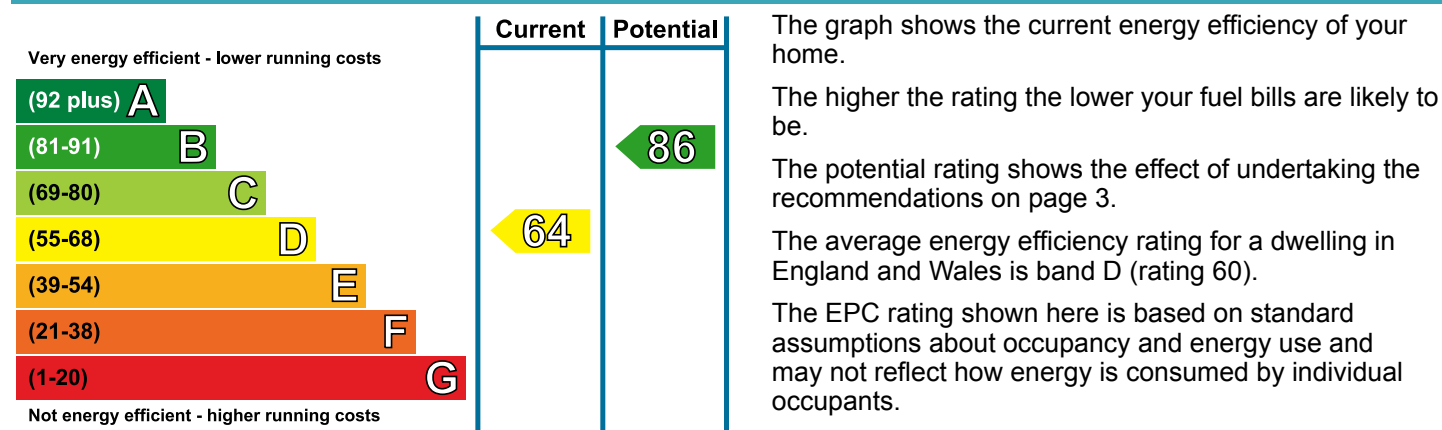 Current Potential
Very energy efficient - lower running costs
(92 plus) A
(81-91) B
86
(69-80) C
(55-68) D
64
(39-54) E
(21-38) F
(1-20) G
Not energy efficient - higher running costs
The graph shows the current energy efficiency of your
home.
The higher the rating the lower your fuel bills are likely to
be.
The potential rating shows the effect of undertaking the
recommendations on page 3.
The average energy efficiency rating for a dwelling in
England and Wales is band D (rating 60).
The EPC rating shown here is based on standard
assumptions about occupancy and energy use and
may not reflect how energy is consumed by individual
occupants.